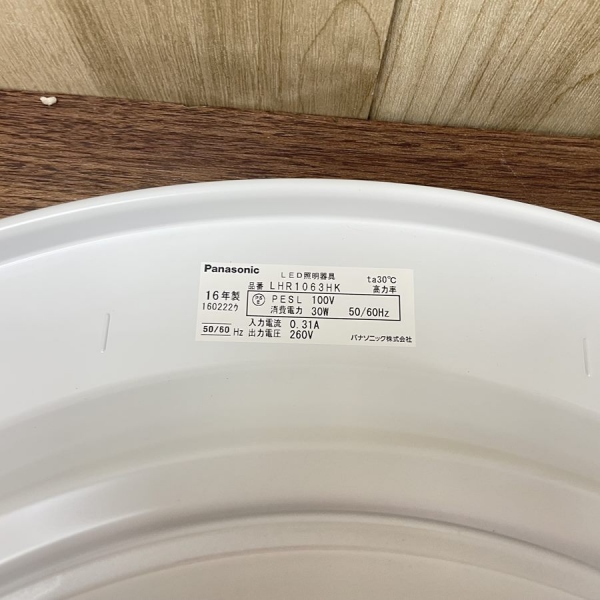 Panasonic LED照明器具 ta30℃
品番 LHR1063HK 高力率
16年製 PESL 100V
160222ウ 消費電力 30W 50/60Hz
50/60 Hz 入力電流 0.31A
出力電圧 260V パナソニック株式会社